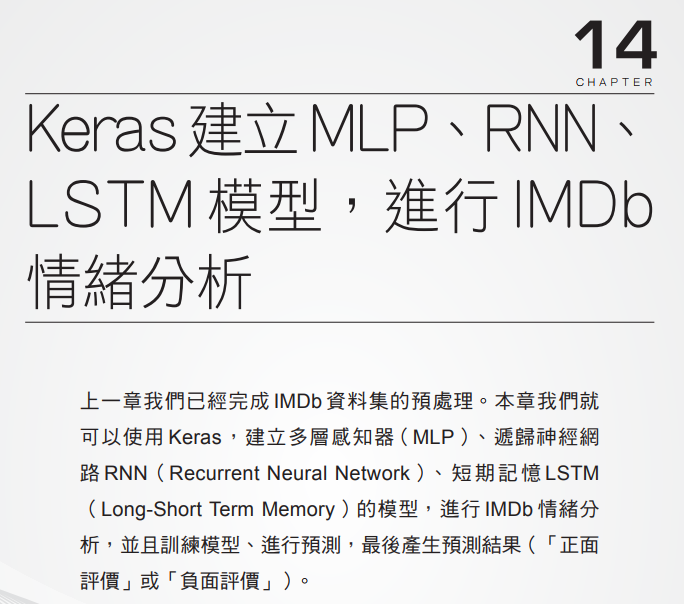 14
CHAPTER
Keras 建立 MLP、RNN、
LSTM 模型，進行 IMDb
情緒分析
上一章我們已經完成 IMDb 資料集的預處理。本章我們就
可以使用 Keras，建立多層感知器（MLP）、遞歸神經網
路 RNN（Recurrent Neural Network）、短期記憶 LSTM
（Long-Short Term Memory）的模型，進行 IMDb 情緒分
析，並且訓練模型、進行預測，最後產生預測結果（「正面
評價」或「負面評價」）。